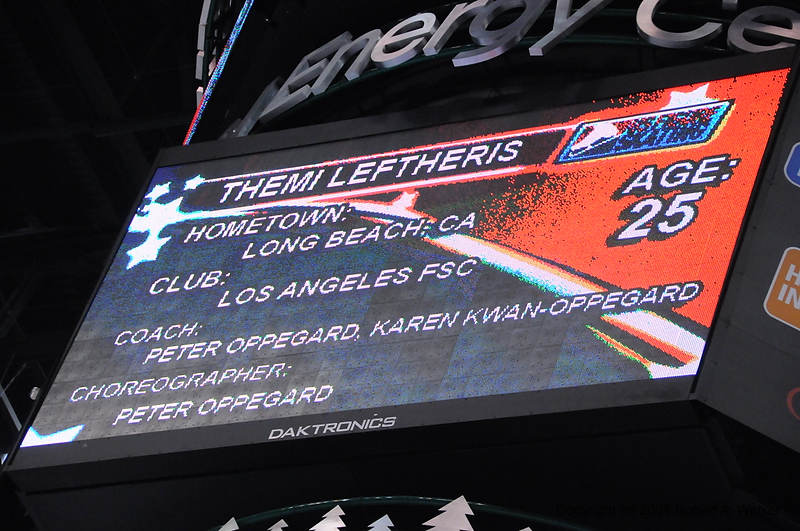 Energy Ce
THEMI LEFTHERIS
AGE:
25
HOMETOWN:
LONG BEACH, CA
CLUB:
LOS ANGELES FSC
COACH:
PETER OPPEGARD, KAREN KWAN-OPPEGARD
CHOREOGRAPHER:
PETER OPPEGARD
DAKTRONICS